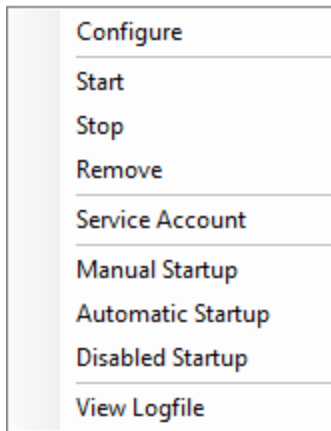 Configure
Start
Stop
Remove
Service Account
Manual Startup
Automatic Startup
Disabled Startup
View Logfile